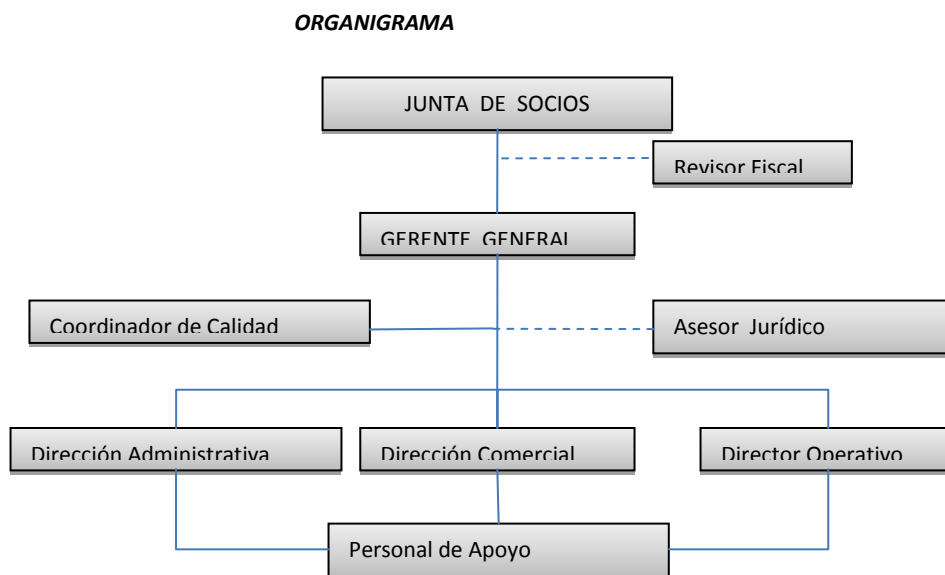 ORGANIGRAMA
JUNTA DE SOCIOS
Revisor Fiscal
GERENTE GENERAL
Coordinador de Calidad
Asesor Jurídico
Dirección Administrativa
Dirección Comercial
Director Operativo
Personal de Apoyo